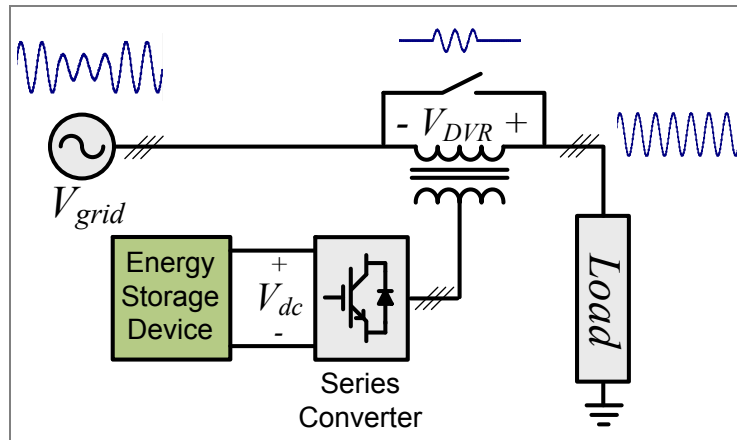 - V_DVR +
V_grid
Energy
Storage
Device
+
V_dc
-
Series
Converter
Load